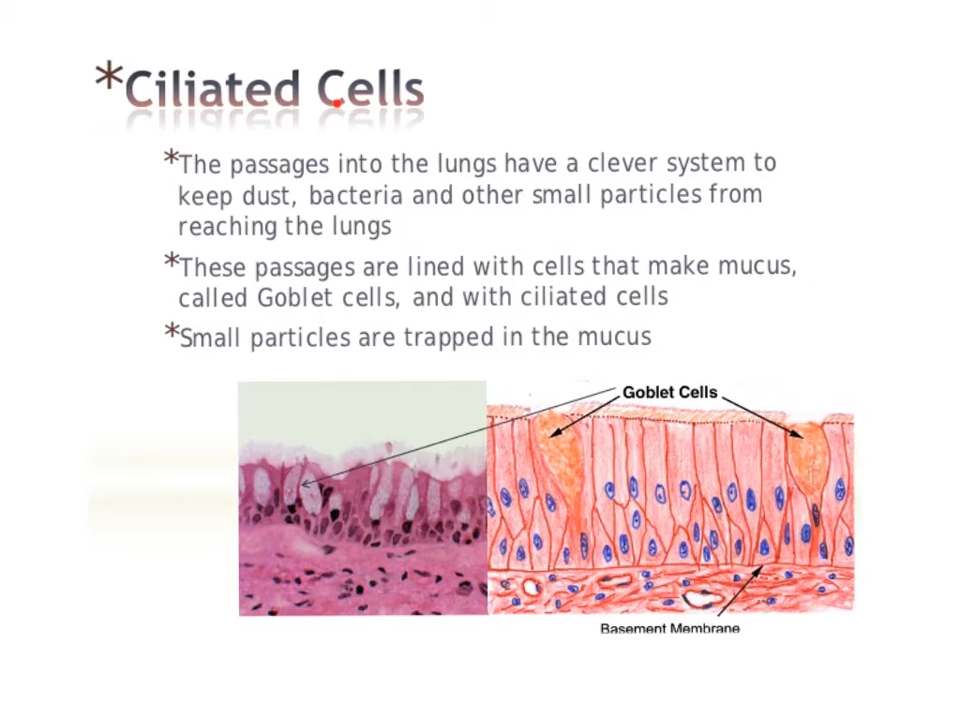 *Ciliated Cells
*The passages into the lungs have a clever system to
keep dust, bacteria and other small particles from
reaching the lungs
*These passages are lined with cells that make mucus,
called Goblet cells, and with ciliated cells
*Small particles are trapped in the mucus
Goblet Cells
Basement Membrane